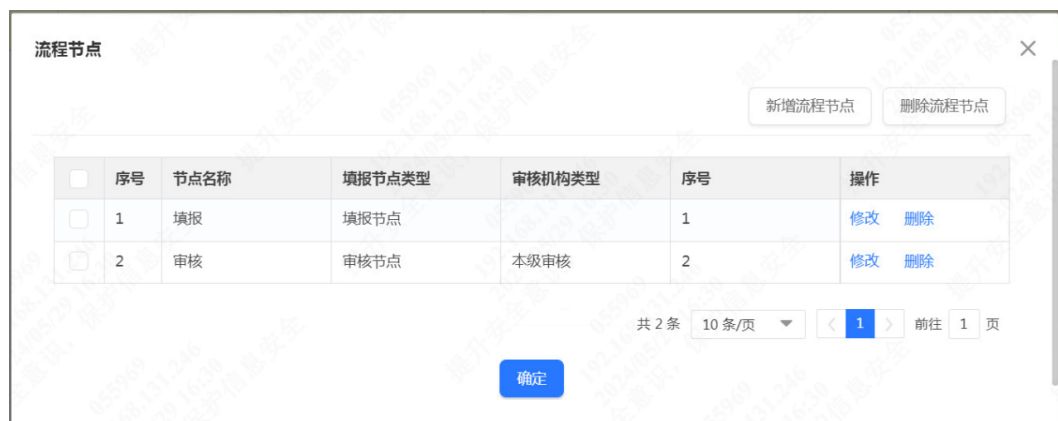 流程节点
新增流程节点 删除流程节点
序号 节点名称 填报节点类型 审核机构类型 序号 操作
1 填报 填报节点 1 修改 删除
2 审核 审核节点 本级审核 2 修改 删除
共 2 条 10 条/页 1 前往 1 页
确定